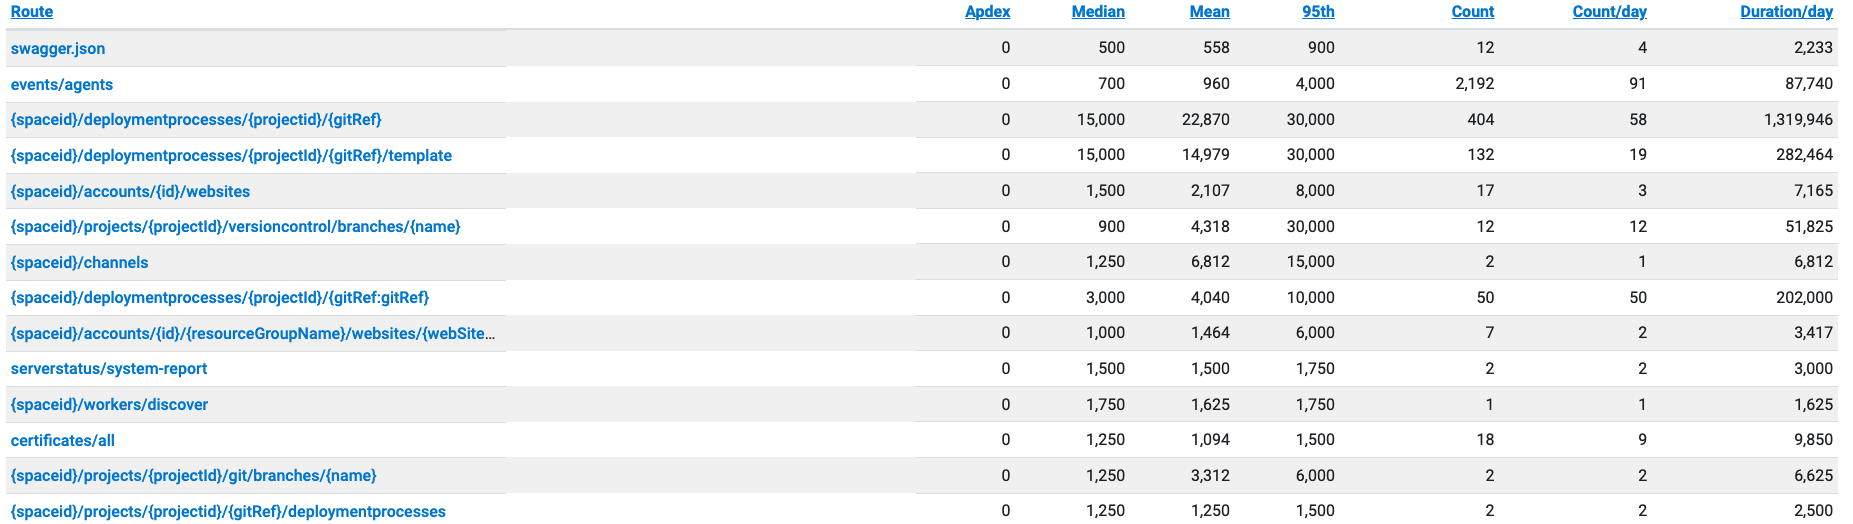 Route Apdex Median Mean 95th Count Count/day Duration/day
swagger.json 0 500 558 900 12 4 2,233
events/agents 0 700 960 4,000 2,192 91 87,740
{spaceid}/deploymentprocesses/{projectid}/{gitRef} 0 15,000 22,870 30,000 404 58 1,319,946
{spaceid}/deploymentprocesses/{projectId}/{gitRef}/template 0 15,000 14,979 30,000 132 19 282,464
{spaceid}/accounts/{id}/websites 0 1,500 2,107 8,000 17 3 7,165
{spaceid}/projects/{projectId}/versioncontrol/branches/{name} 0 900 4,318 30,000 12 12 51,825
{spaceid}/channels 0 1,250 6,812 15,000 2 1 6,812
{spaceid}/deploymentprocesses/{projectId}/{gitRef:gitRef} 0 3,000 4,040 10,000 50 50 202,000
{spaceid}/accounts/{id}/{resourceGroupName}/websites/{webSite... 0 1,000 1,464 6,000 7 2 3,417
serverstatus/system-report 0 1,500 1,500 1,750 2 2 3,000
{spaceid}/workers/discover 0 1,750 1,625 1,750 1 1 1,625
certificates/all 0 1,250 1,094 1,500 18 9 9,850
{spaceid}/projects/{projectId}/git/branches/{name} 0 1,250 3,312 6,000 2 2 6,625
{spaceid}/projects/{projectid}/{gitRef}/deploymentprocesses 0 1,250 1,250 1,500 2 2 2,500